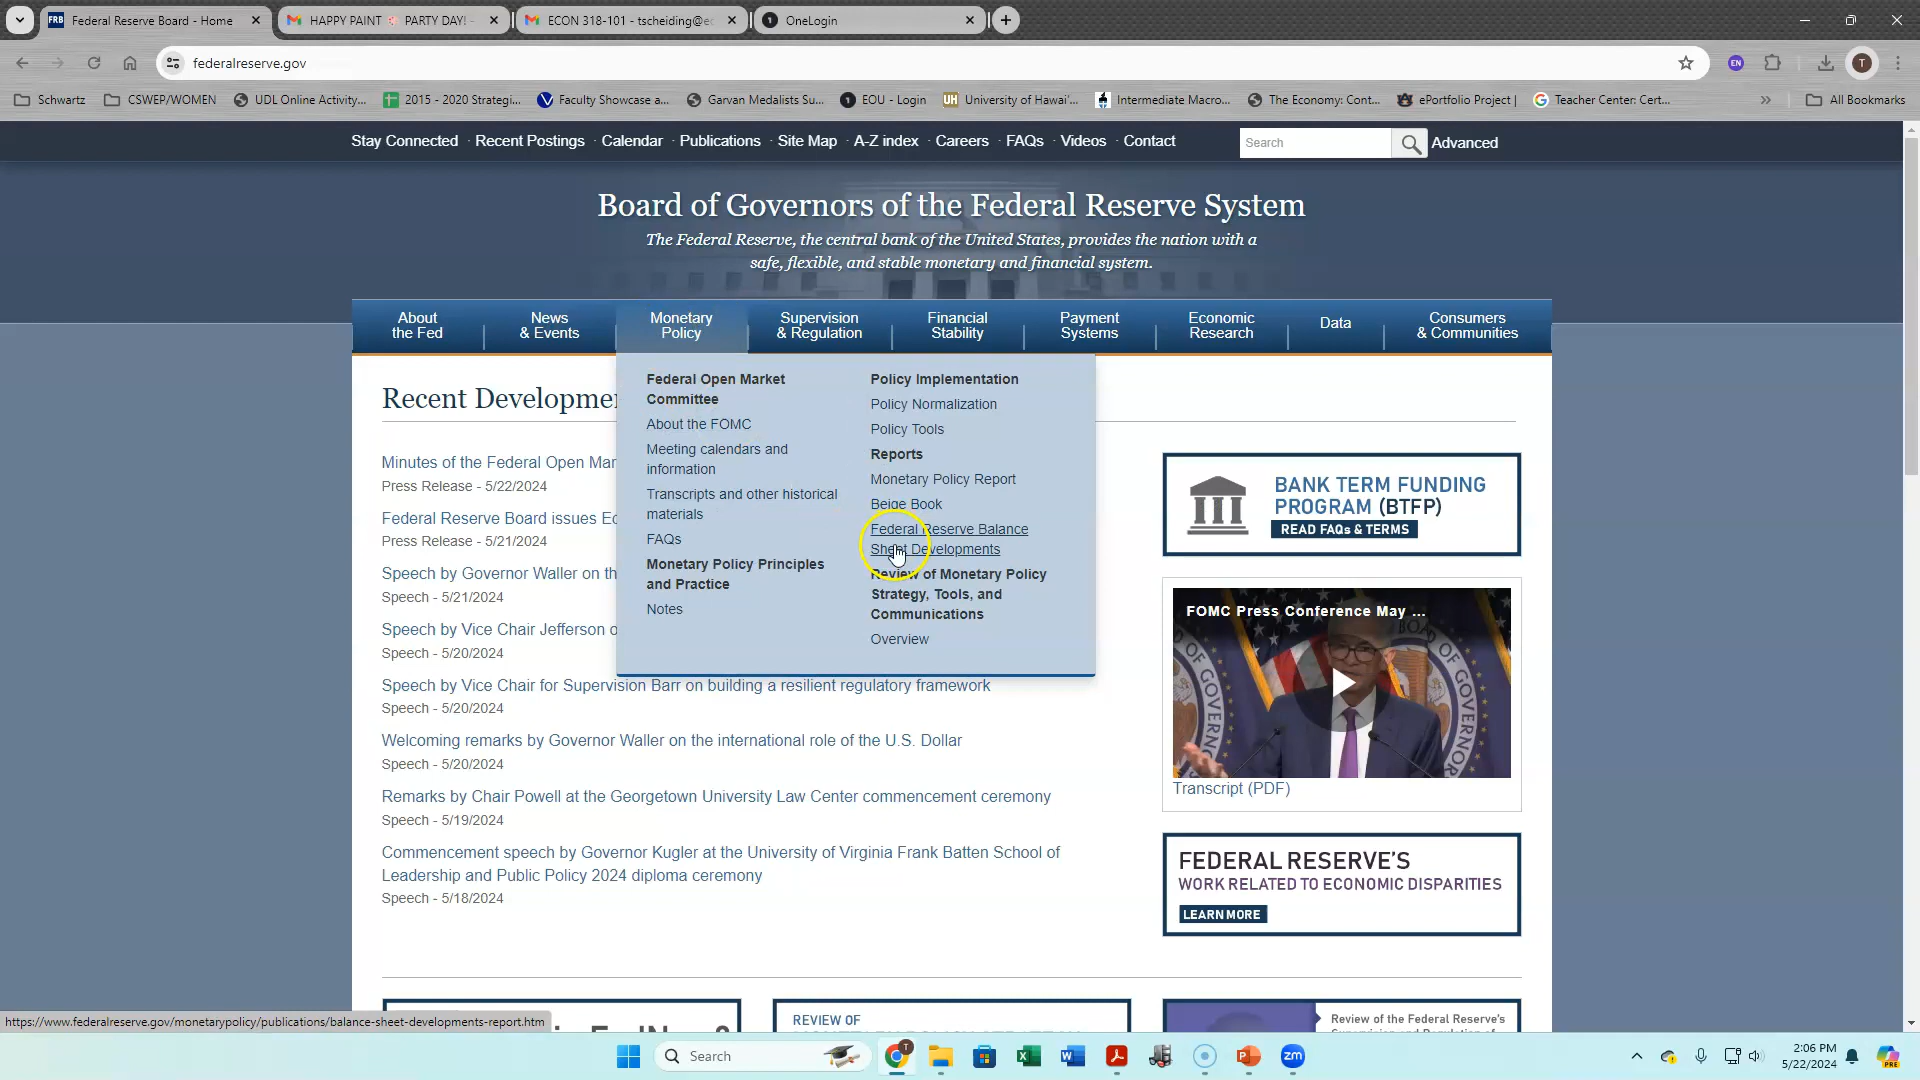 Federal Reserve Board - Home
HAPPY PAINT PARTY DAY! -
ECON 318-101 - tscheiding@
OneLogin
federalreserve.gov
EN
T
Schwartz
CSWEP/WOMEN
UDL Online Activity...
2015 - 2020 Strategi...
Faculty Showcase a...
Garvan Medalists Su...
EOU - Login
University of Hawai'...
Intermediate Macro...
The Economy: Cont...
ePortfolio Project |
Teacher Center: Cert...
All Bookmarks
Stay Connected
Recent Postings
Calendar
Publications
Site Map
A-Z index
Careers
FAQs
Videos
Contact
Search
Advanced
Board of Governors of the Federal Reserve System
The Federal Reserve, the central bank of the United States, provides the nation with a
safe, flexible, and stable monetary and financial system.
About
the Fed
News
& Events
Monetary
Policy
Supervision
& Regulation
Financial
Stability
Payment
Systems
Economic
Research
Data
Consumers
& Communities
Federal Open Market
Committee
About the FOMC
Meeting calendars and
information
Transcripts and other historical
materials
FAQs
Monetary Policy Principles
and Practice
Notes
Policy Implementation
Policy Normalization
Policy Tools
Reports
Monetary Policy Report
Beige Book
Federal Reserve Balance
Sheet Developments
Review of Monetary Policy
Strategy, Tools, and
Communications
Overview
Recent Developme
Minutes of the Federal Open Mar
Press Release - 5/22/2024
Federal Reserve Board issues Ec
Press Release - 5/21/2024
Speech by Governor Waller on th
Speech - 5/21/2024
Speech by Vice Chair Jefferson o
Speech - 5/20/2024
Speech by Vice Chair for Supervision Barr on building a resilient regulatory framework
Speech - 5/20/2024
Welcoming remarks by Governor Waller on the international role of the U.S. Dollar
Speech - 5/20/2024
Remarks by Chair Powell at the Georgetown University Law Center commencement ceremony
Speech - 5/19/2024
Commencement speech by Governor Kugler at the University of Virginia Frank Batten School of
Leadership and Public Policy 2024 diploma ceremony
Speech - 5/18/2024
BANK TERM FUNDING
PROGRAM (BTFP)
READ FAQs & TERMS
FOMC Press Conference May ...
Transcript (PDF)
FEDERAL RESERVE'S
WORK RELATED TO ECONOMIC DISPARITIES
LEARN MORE
REVIEW OF
Review of the Federal Reserve's
https://www.federalreserve.gov/monetarypolicy/publications/balance-sheet-developments-report.htm
Search
2:06 PM
5/22/2024